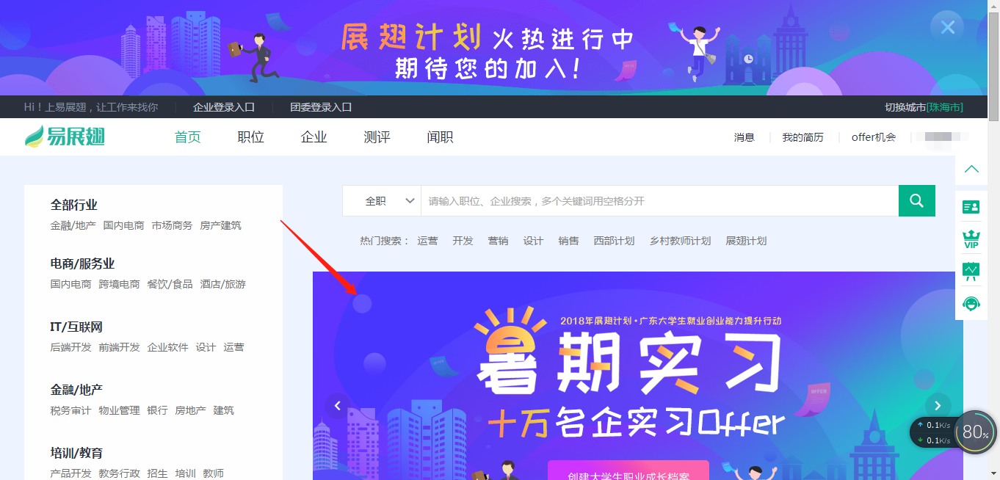 展翅计划火热进行中
期待您的加入!
Hi！上易展翅，让工作来找你 企业登录入口 团委登录入口 切换城市[珠海市]
易展翅 首页 职位 企业 测评 闻职 消息 我的简历 offer机会
全部行业
金融/地产 国内电商 市场商务 房产建筑
电商/服务业
国内电商 跨境电商 餐饮/食品 酒店/旅游
IT/互联网
后端开发 前端开发 企业软件 设计 运营
金融/地产
税务审计 物业管理 银行 房地产 建筑
培训/教育
产品开发 教务行政 招生 培训 教师
全职 请输入职位、企业搜索，多个关键词用空格分开
热门搜索： 运营 开发 营销 设计 销售 西部计划 乡村教师计划 展翅计划
VIP
2018年展翅计划·广东大学生就业创业能力提升行动
暑期实习
十万名企实习Offer
OFFER
创建大学生职业成长档案
0.1K/s
0.1K/s
80%